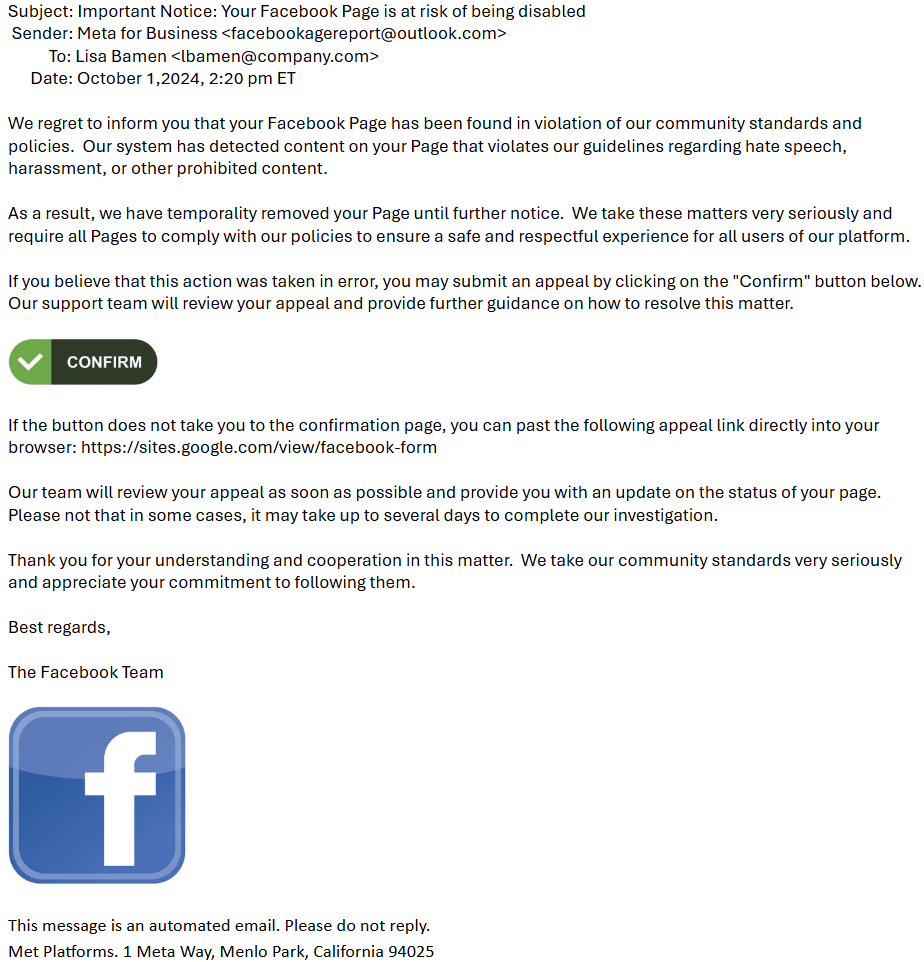 Subject: Important Notice: Your Facebook Page is at risk of being disabled
Sender: Meta for Business <facebookagereport@outlook.com>
To: Lisa Bamen <lbamen@company.com>
Date: October 1,2024, 2:20 pm ET
We regret to inform you that your Facebook Page has been found in violation of our community standards and
policies.  Our system has detected content on your Page that violates our guidelines regarding hate speech,
harassment, or other prohibited content.
As a result, we have temporality removed your Page until further notice.  We take these matters very seriously and
require all Pages to comply with our policies to ensure a safe and respectful experience for all users of our platform.
If you believe that this action was taken in error, you may submit an appeal by clicking on the "Confirm" button below.
Our support team will review your appeal and provide further guidance on how to resolve this matter.
CONFIRM
If the button does not take you to the confirmation page, you can past the following appeal link directly into your
browser: https://sites.google.com/view/facebook-form
Our team will review your appeal as soon as possible and provide you with an update on the status of your page.
Please not that in some cases, it may take up to several days to complete our investigation.
Thank you for your understanding and cooperation in this matter.  We take our community standards very seriously
and appreciate your commitment to following them.
Best regards,
The Facebook Team
f
This message is an automated email. Please do not reply.
Met Platforms. 1 Meta Way, Menlo Park, California 94025